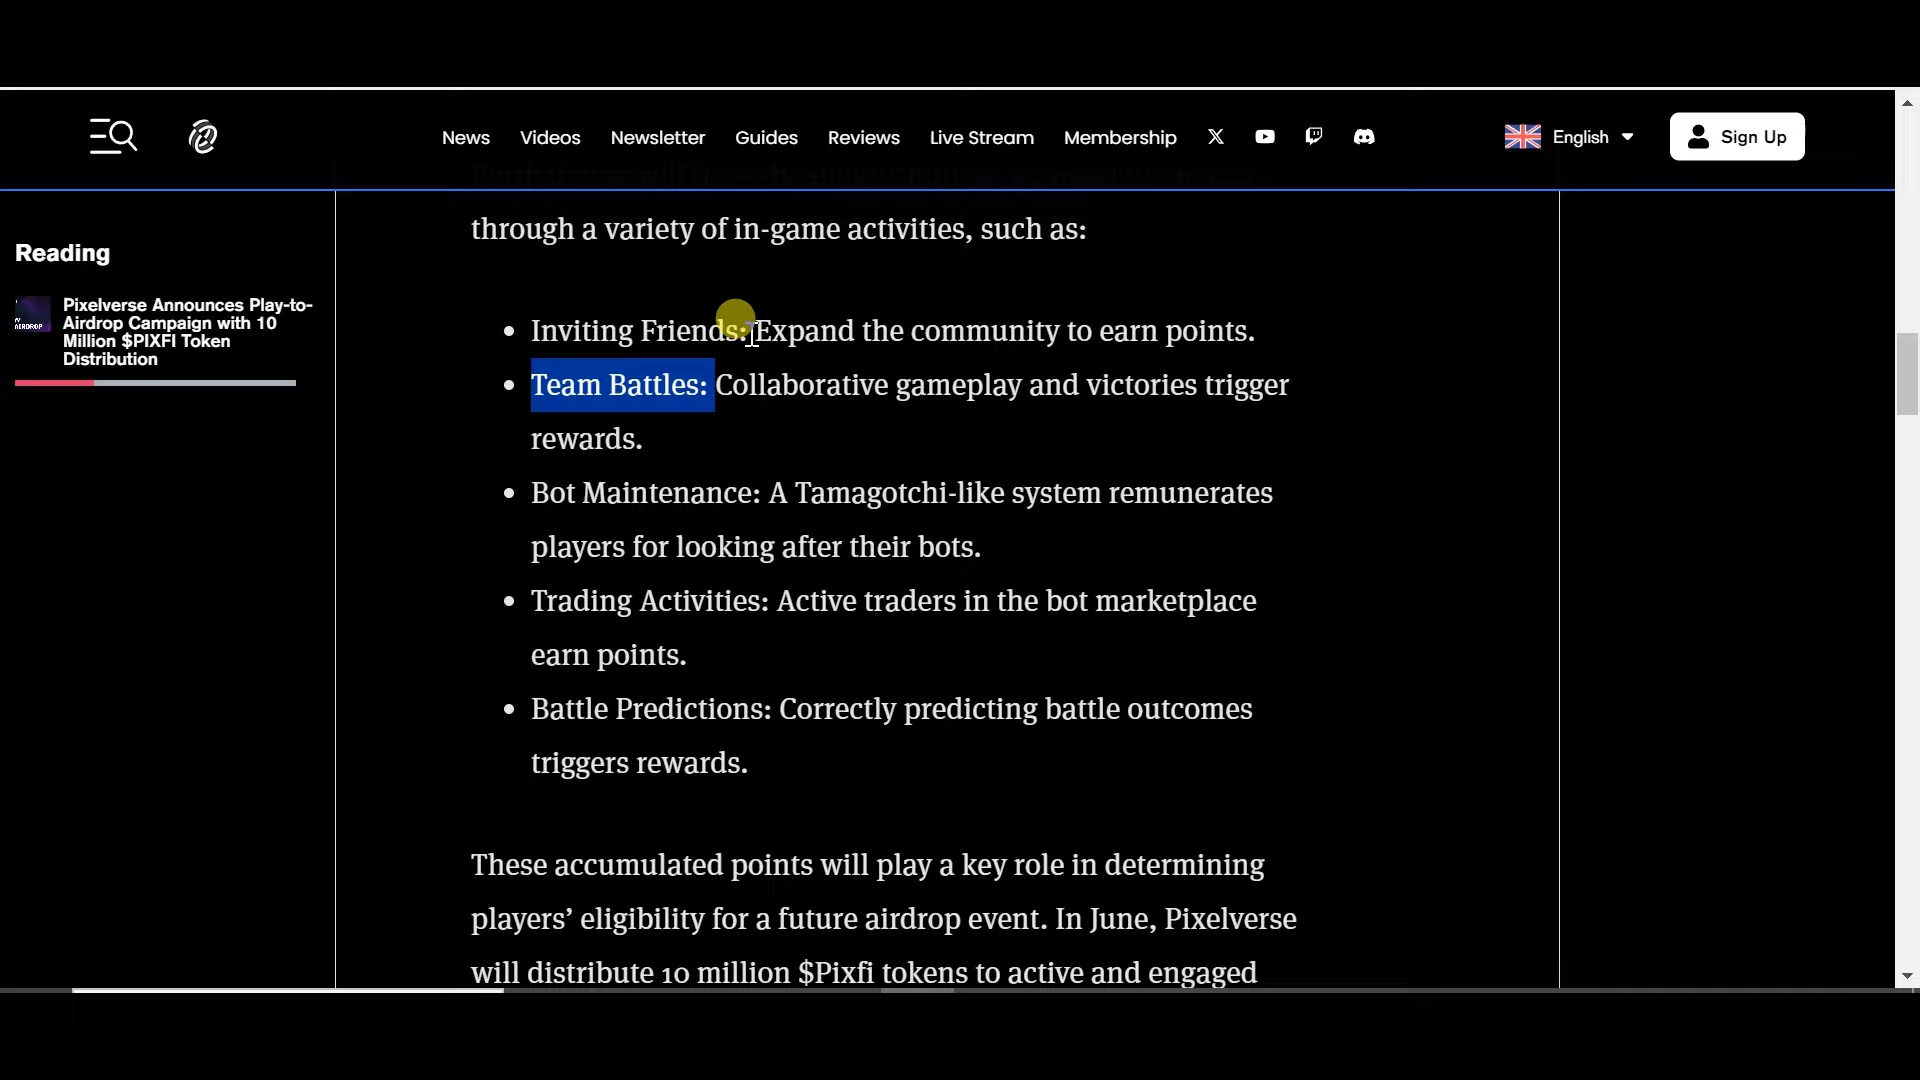 News Videos Newsletter Guides Reviews Live Stream Membership English Sign Up
through a variety of in-game activities, such as:
Reading
Pixelverse Announces Play-to-
Airdrop Campaign with 10
Million $PIXFI Token
Distribution
Inviting Friends: Expand the community to earn points.
Team Battles: Collaborative gameplay and victories trigger
rewards.
Bot Maintenance: A Tamagotchi-like system remunerates
players for looking after their bots.
Trading Activities: Active traders in the bot marketplace
earn points.
Battle Predictions: Correctly predicting battle outcomes
triggers rewards.
These accumulated points will play a key role in determining
players’ eligibility for a future airdrop event. In June, Pixelverse
will distribute 10 million $Pixfi tokens to active and engaged